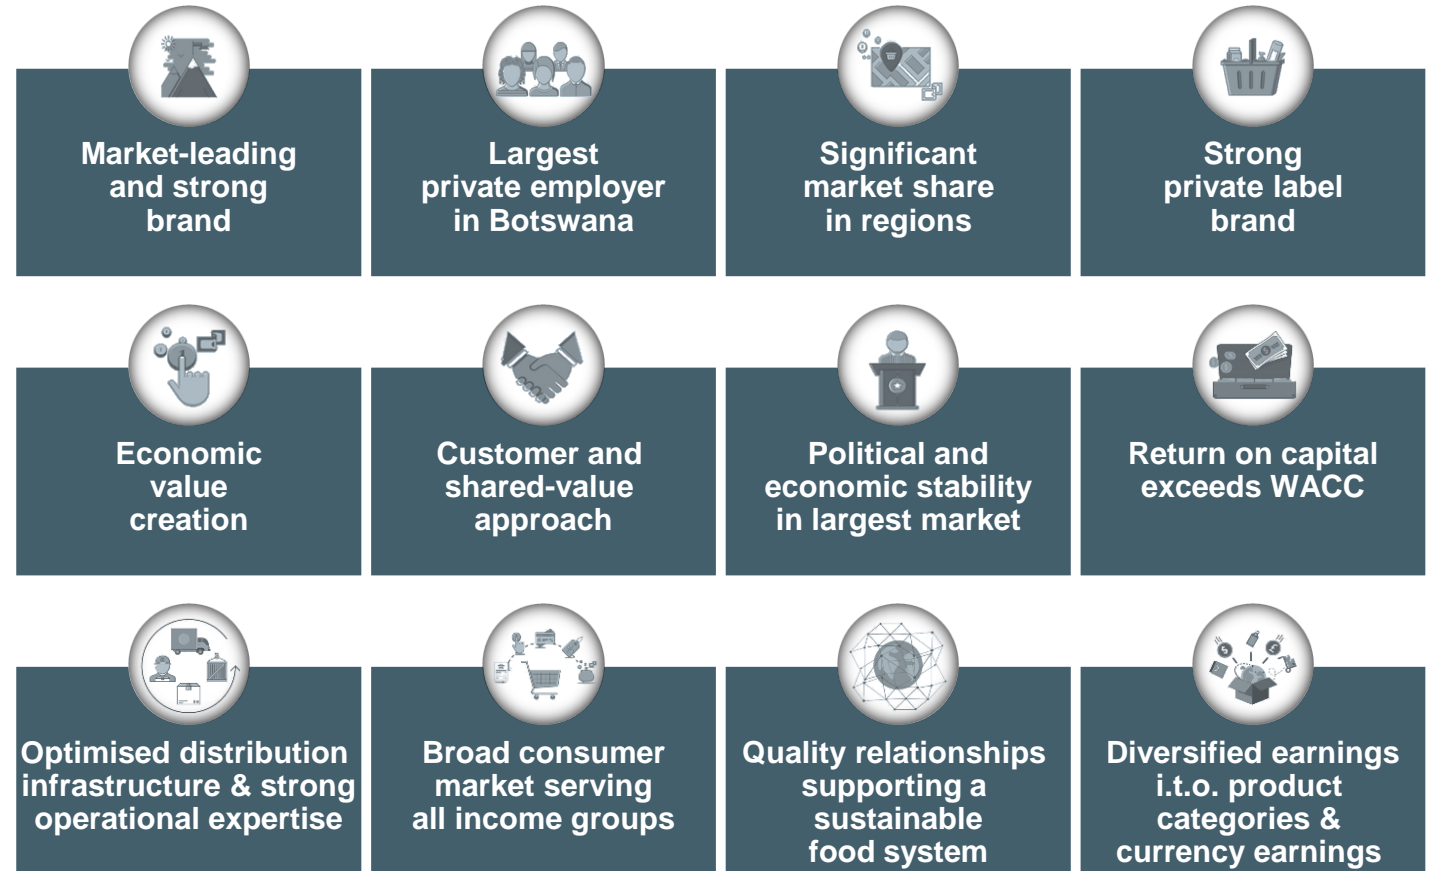 Market-leading
and strong
brand
Largest
private employer
in Botswana
Significant
market share
in regions
Strong
private label
brand
Economic
value
creation
Customer and
shared-value
approach
Political and
economic stability
in largest market
Return on capital
exceeds WACC
Optimised distribution
infrastructure & strong
operational expertise
Broad consumer
market serving
all income groups
Quality relationships
supporting a
sustainable
food system
Diversified earnings
i.t.o. product
categories &
currency earnings